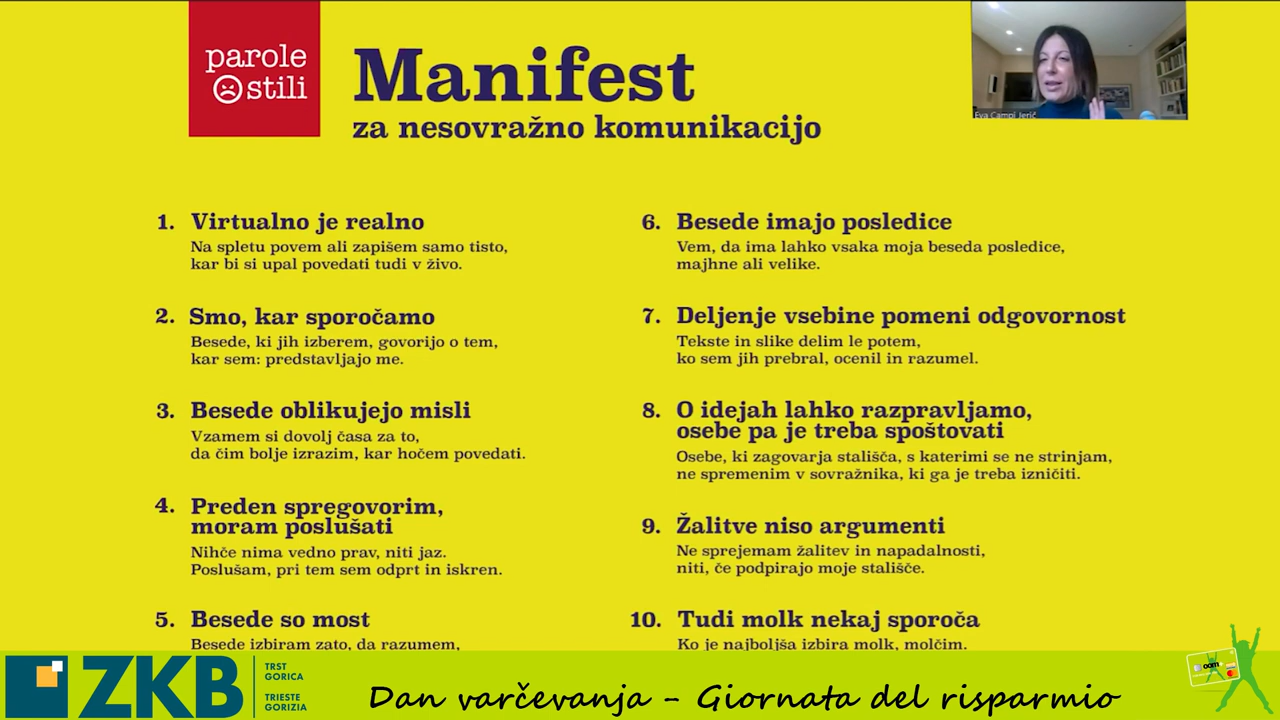 parole
ostili
Manifest
za nesovražno komunikacijo
Eva Campi Jerič
1. Virtualno je realno
Na spletu povem ali zapišem samo tisto,
kar bi si upal povedati tudi v živo.
2. Smo, kar sporočamo
Besede, ki jih izberem, govorijo o tem,
kar sem: predstavljajo me.
3. Besede oblikujejo misli
Vzamem si dovolj časa za to,
da čim bolje izrazim, kar hočem povedati.
4. Preden spregovorim,
moram poslušati
Nihče nima vedno prav, niti jaz.
Poslušam, pri tem sem odprt in iskren.
5. Besede so most
Besede izbiram zato, da razumem,
6. Besede imajo posledice
Vem, da ima lahko vsaka moja beseda posledice,
majhne ali velike.
7. Deljenje vsebine pomeni odgovornost
Tekste in slike delim le potem,
ko sem jih prebral, ocenil in razumel.
8. O idejah lahko razpravljamo,
osebe pa je treba spoštovati
Osebe, ki zagovarja stališča, s katerimi se ne strinjam,
ne spremenim v sovražnika, ki ga je treba izničiti.
9. Žalitve niso argumenti
Ne sprejemam žalitev in napadalnosti,
niti, če podpirajo moje stališče.
10. Tudi molk nekaj sporoča
Ko je najboljša izbira molk, molčim.
ZKB
TRST
GORICA
TRIESTE
GORIZIA
Dan varčevanja - Giornata del risparmio
oom